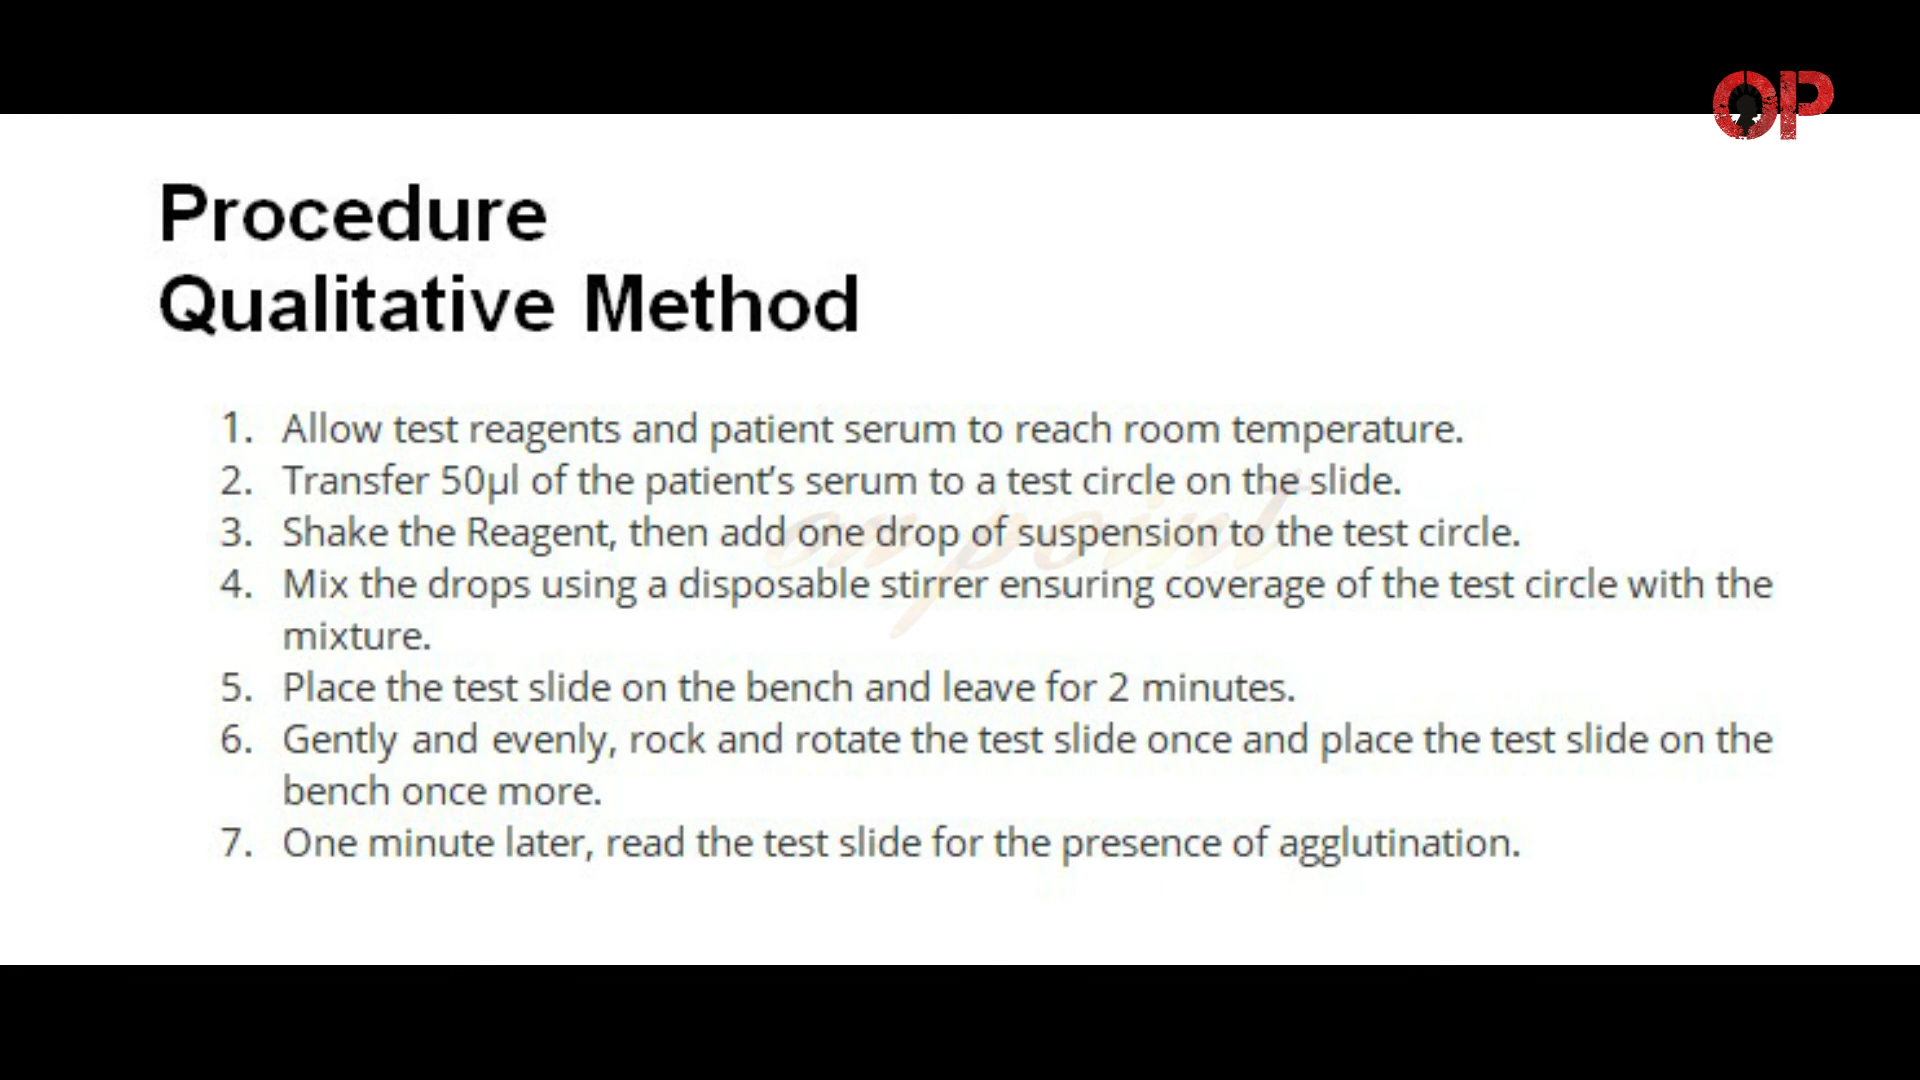 OP
Procedure
Qualitative Method
1. Allow test reagents and patient serum to reach room temperature.
2. Transfer 50µl of the patient’s serum to a test circle on the slide.
3. Shake the Reagent, then add one drop of suspension to the test circle.
4. Mix the drops using a disposable stirrer ensuring coverage of the test circle with the
mixture.
5. Place the test slide on the bench and leave for 2 minutes.
6. Gently and evenly, rock and rotate the test slide once and place the test slide on the
bench once more.
7. One minute later, read the test slide for the presence of agglutination.
on point